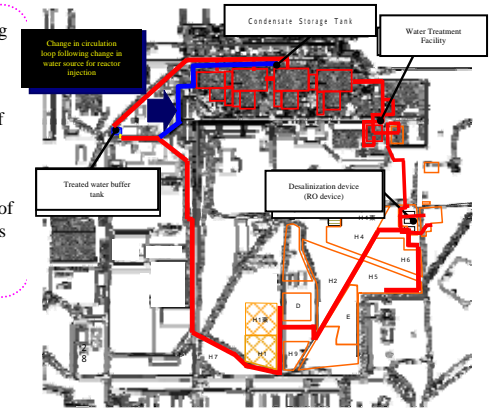 g
Change in circulation
loop following change in
water source for reactor
injection
Condensate Storage Tank
Water Treatment
Facility
f
Treated water buffer
tank
Desalinization device
(RO device)
of
s
H4
H6
H5
H2
D
E
H7
H1
H9